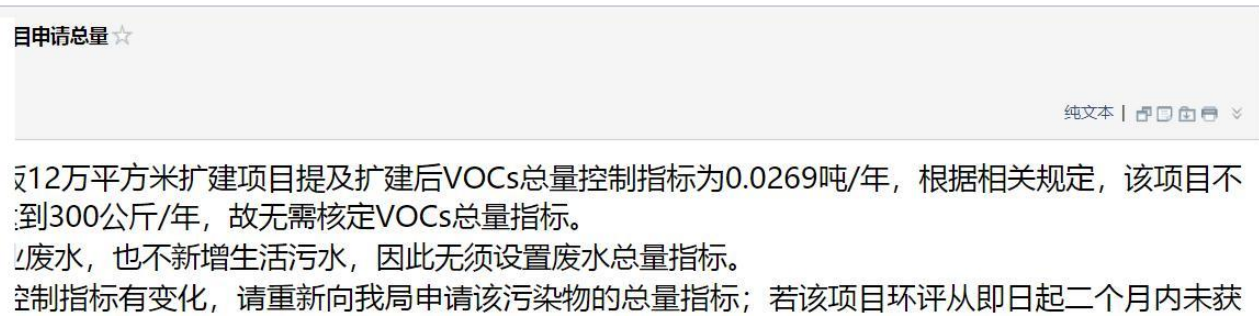 目申请总量☆
纯文本 |
12万平方米扩建项目提及扩建后VOCs总量控制指标为0.0269吨/年，根据相关规定，该项目不
到300公斤/年，故无需核定VOCs总量指标。
废水，也不新增生活污水，因此无须设置废水总量指标。
控制指标有变化，请重新向我局申请该污染物的总量指标；若该项目环评从即日起二个月内未获